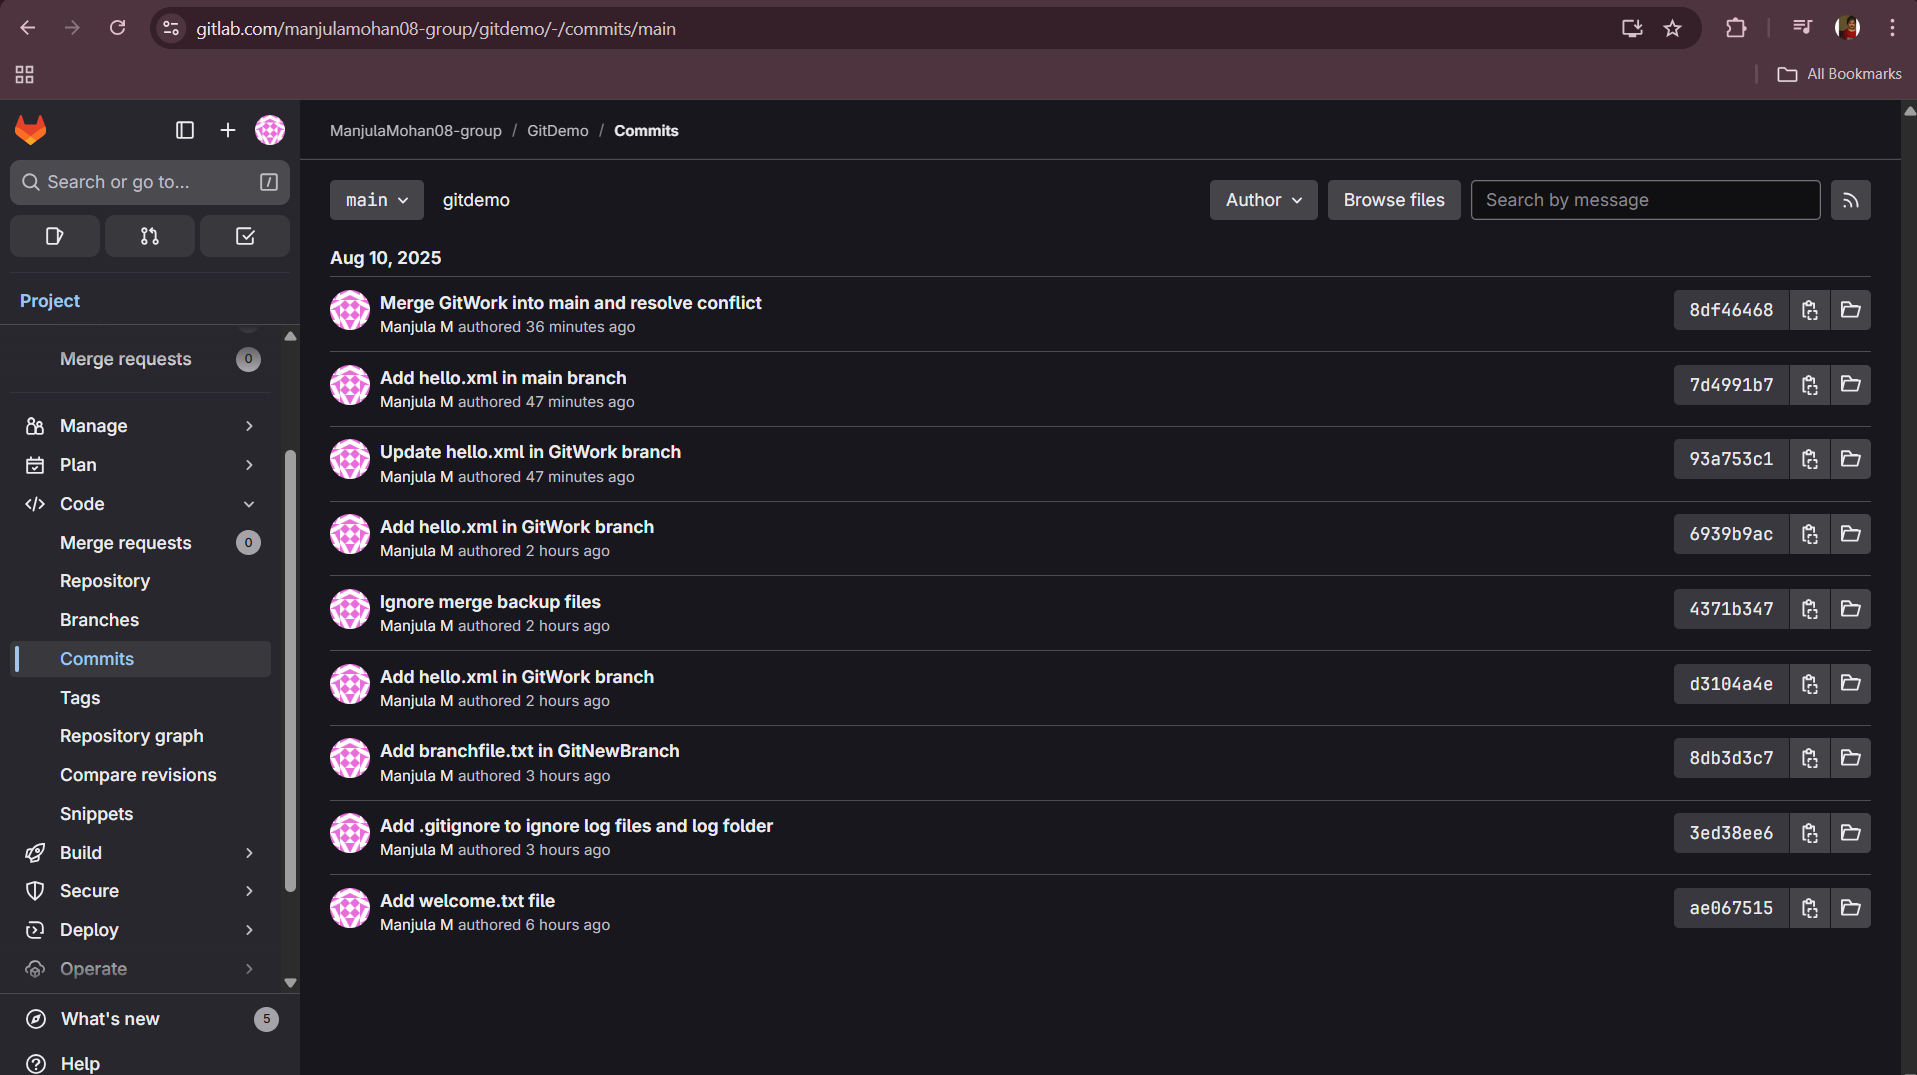 gitlab.com/manjulamohan08-group/gitdemo/-/commits/main
All Bookmarks
Search or go to...
/
Project
Merge requests 0
Manage
Plan
Code
Merge requests 0
Repository
Branches
Commits
Tags
Repository graph
Compare revisions
Snippets
Build
Secure
Deploy
Operate
What's new 5
Help
ManjulaMohan08-group / GitDemo / Commits
main gitdemo Author Browse files Search by message
Aug 10, 2025
Merge GitWork into main and resolve conflict
Manjula M authored 36 minutes ago
8df46468
Add hello.xml in main branch
Manjula M authored 47 minutes ago
7d4991b7
Update hello.xml in GitWork branch
Manjula M authored 47 minutes ago
93a753c1
Add hello.xml in GitWork branch
Manjula M authored 2 hours ago
6939b9ac
Ignore merge backup files
Manjula M authored 2 hours ago
4371b347
Add hello.xml in GitWork branch
Manjula M authored 2 hours ago
d3104a4e
Add branchfile.txt in GitNewBranch
Manjula M authored 3 hours ago
8db3d3c7
Add .gitignore to ignore log files and log folder
Manjula M authored 3 hours ago
3ed38ee6
Add welcome.txt file
Manjula M authored 6 hours ago
ae067515